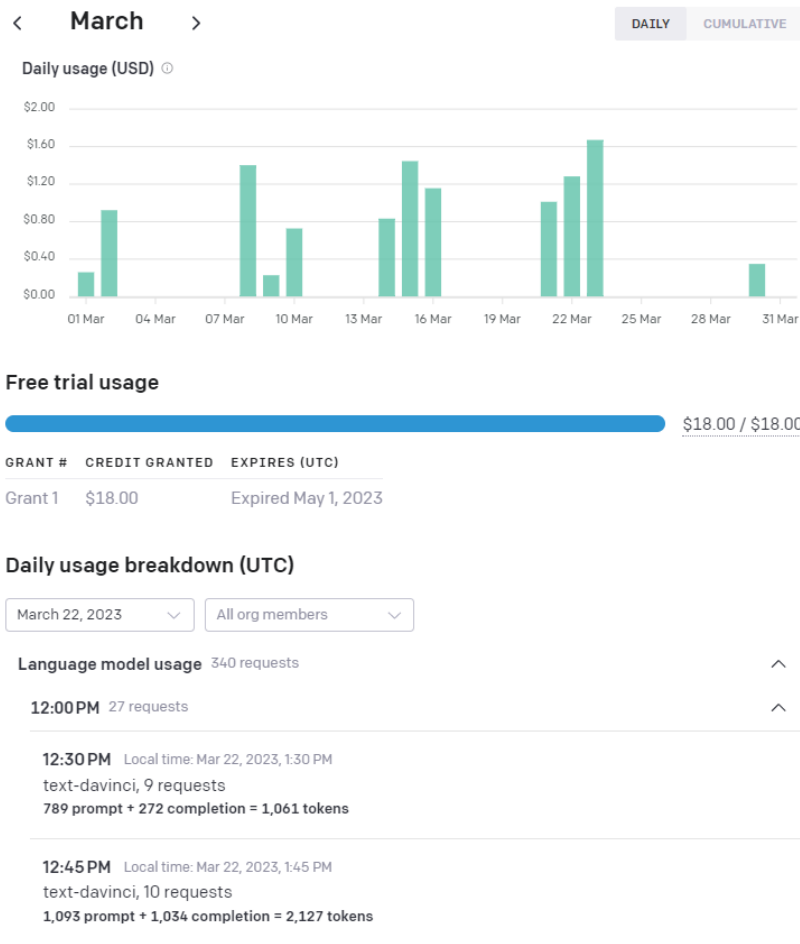 March
DAILY CUMULATIVE
Daily usage (USD)
$2.00
$1.60
$1.20
$0.80
$0.40
$0.00
01 Mar 04 Mar 07 Mar 10 Mar 13 Mar 16 Mar 19 Mar 22 Mar 25 Mar 28 Mar 31 Mar
Free trial usage
$18.00 / $18.00
GRANT # CREDIT GRANTED EXPIRES (UTC)
Grant 1 $18.00 Expired May 1, 2023
Daily usage breakdown (UTC)
March 22, 2023 All org members
Language model usage 340 requests
12:00 PM 27 requests
12:30 PM Local time: Mar 22, 2023, 1:30 PM
text-davinci, 9 requests
789 prompt + 272 completion = 1,061 tokens
12:45 PM Local time: Mar 22, 2023, 1:45 PM
text-davinci, 10 requests
1,093 prompt + 1,034 completion = 2,127 tokens